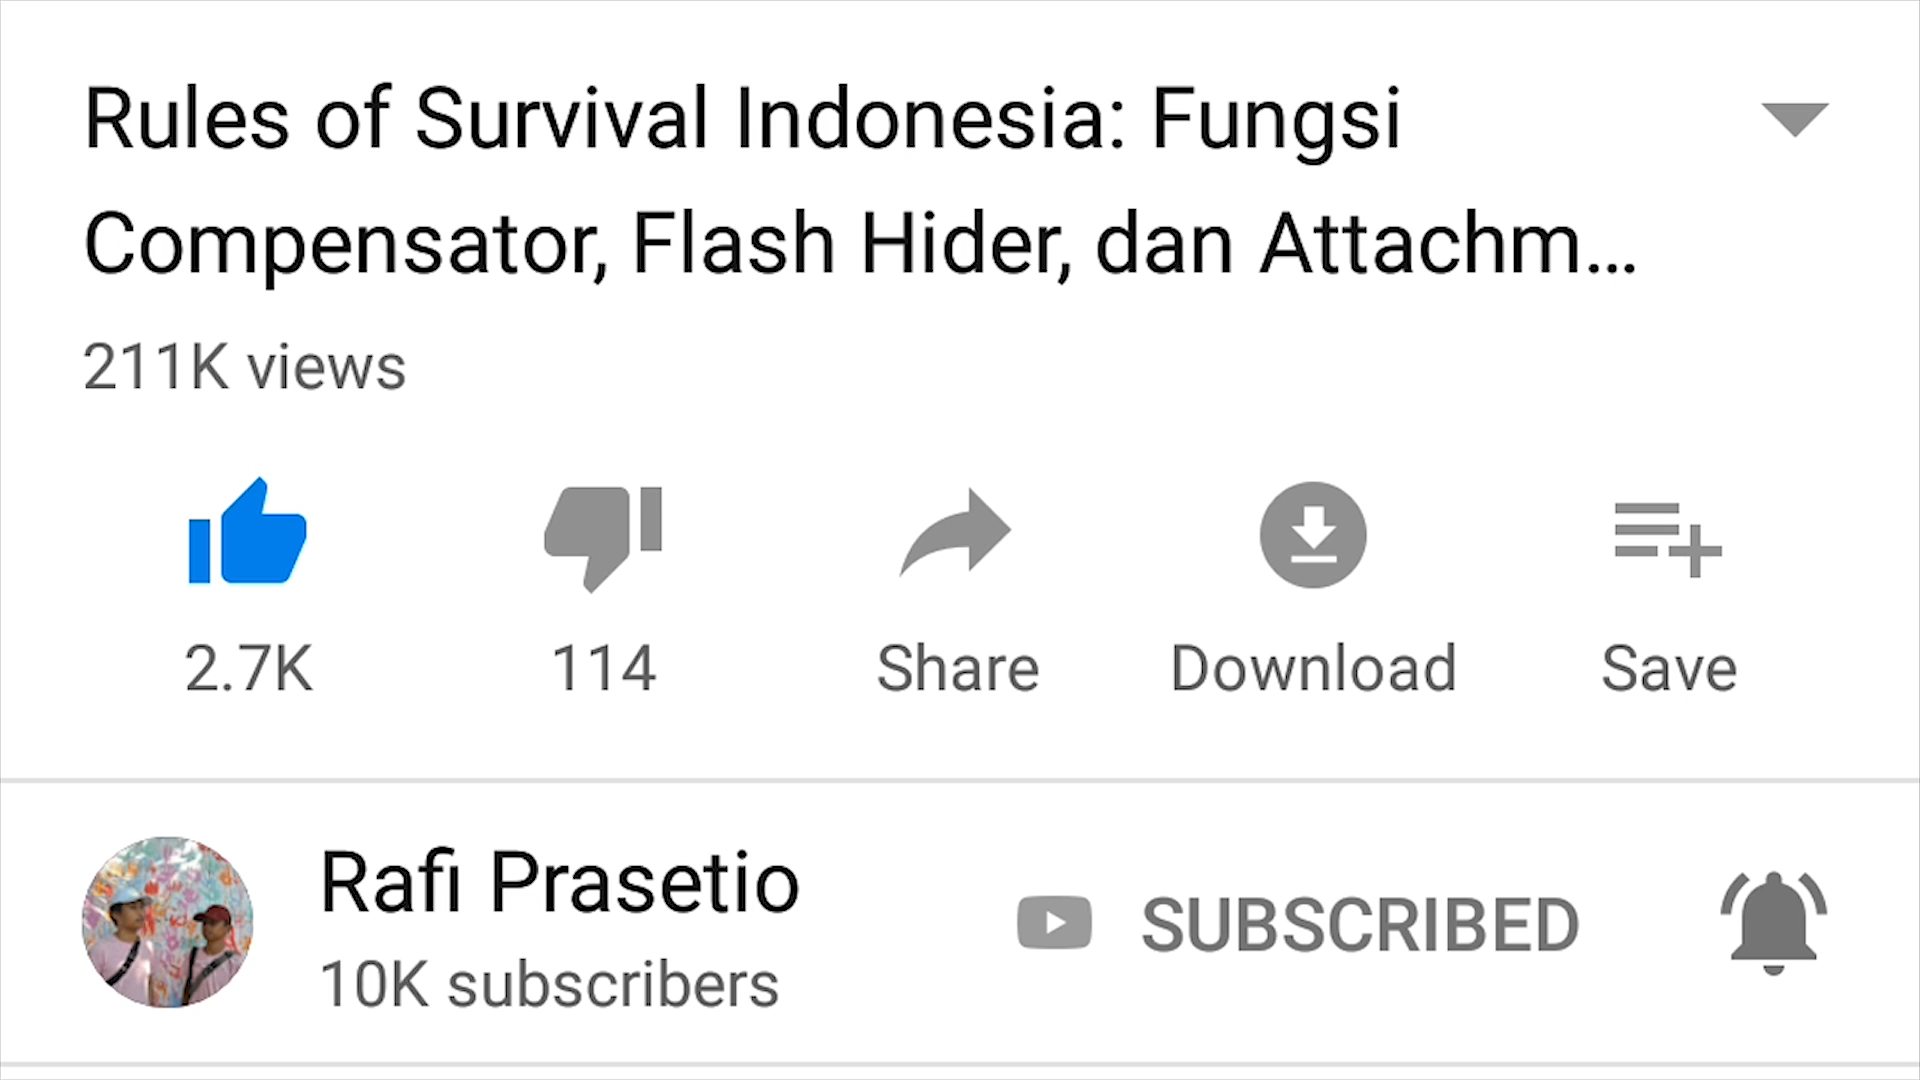 Rules of Survival Indonesia: Fungsi
Compensator, Flash Hider, dan Attachm...
211K views
2.7K
114
Share
Download
Save
Rafi Prasetio
SUBSCRIBED
10K subscribers